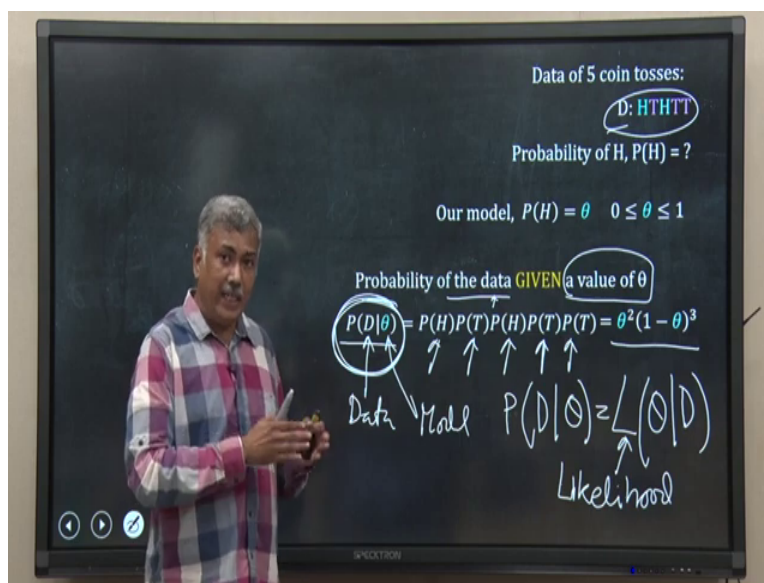 Data of 5 coin tosses:
D: HTHTT
Probability of H, P(H) = ?
Our model, P(H) = θ 0 ≤ θ ≤ 1
Probability of the data GIVEN a value of θ
P(D|θ) = P(H)P(T)P(H)P(T)P(T) = θ²(1 − θ)³
Data Model P(D|θ) = L(θ|D)
Likelihood
SPECKTRON